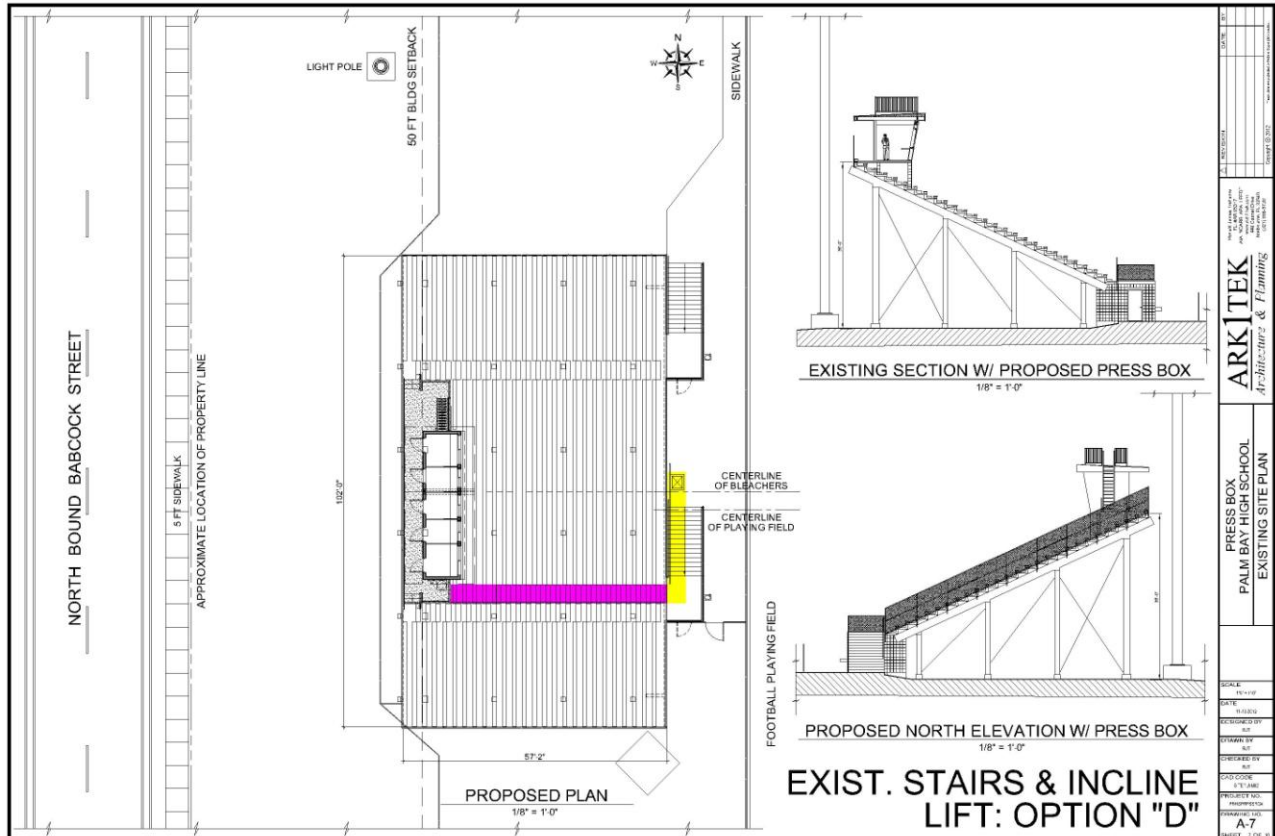 NORTH BOUND BABCOCK STREET
5 FT SIDEWALK
APPROXIMATE LOCATION OF PROPERTY LINE
LIGHT POLE
50 FT BLDG SETBACK
N
W
E
S
SIDEWALK
102'-0"
57'-2"
CENTERLINE
OF BLEACHERS
CENTERLINE
OF PLAYING FIELD
FOOTBALL PLAYING FIELD
PROPOSED PLAN
1/8" = 1'-0"
EXISTING SECTION W/ PROPOSED PRESS BOX
1/8" = 1'-0"
PROPOSED NORTH ELEVATION W/ PRESS BOX
1/8" = 1'-0"
EXIST. STAIRS & INCLINE
LIFT: OPTION "D"
BY
DATE
REVISION
ARK1TEK
Architecture & Planning
PRESS BOX
PALM BAY HIGH SCHOOL
EXISTING SITE PLAN
SCALE
DATE
DESIGNED BY
DRAWN BY
CHECKED BY
CAD CODE
PROJECT NO.
DRAWING NO.
A-7